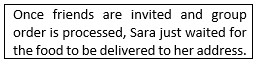 Once friends are invited and group
order is processed, Sara just waited for
the food to be delivered to her address.